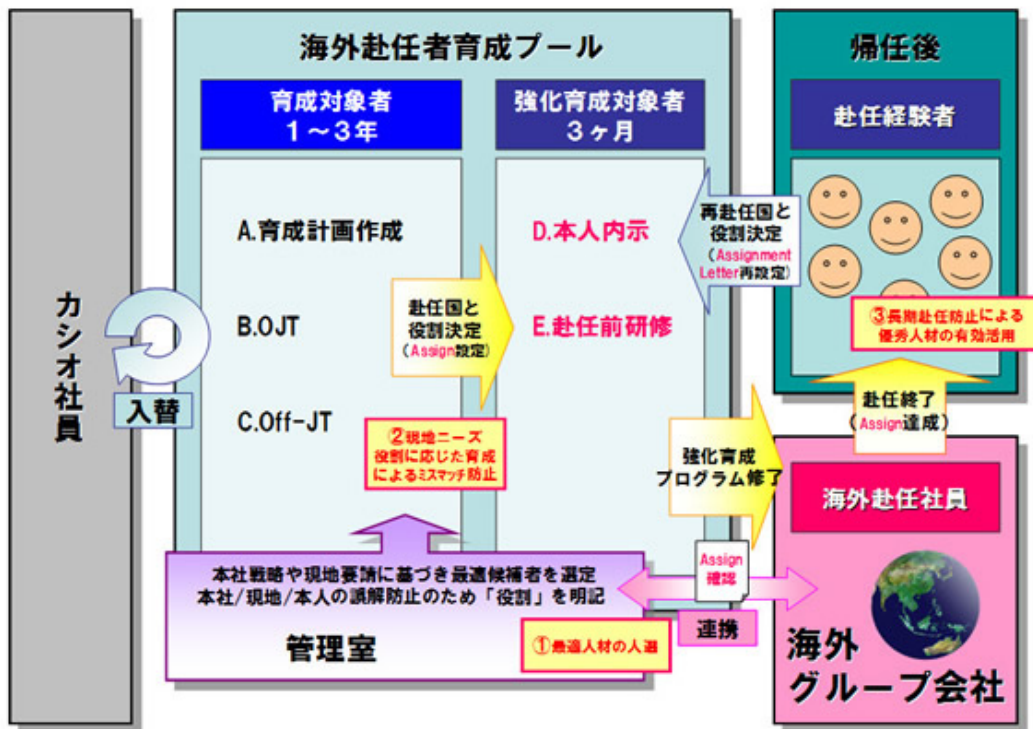 カシオ社員
入替
海外赴任者育成プール
育成対象者
1～3年
A.育成計画作成
B.OJT
C.Off-JT
赴任国と
役割決定
(Assign設定)
②現地ニーズ
役割に応じた育成
によるミスマッチ防止
強化育成対象者
3ヶ月
D.本人内示
E.赴任前研修
本社戦略や現地要請に基づき最適候補者を選定
本社/現地/本人の誤解防止のため「役割」を明記
管理室
①最適人材の人選
強化育成
プログラム修了
Assign
確認
連携
帰任後
赴任経験者
再赴任国と
役割決定
(Assignment
Letter再設定)
③長期赴任防止による
優秀人材の有効活用
赴任終了
(Assign達成)
海外赴任社員
海外
グループ会社